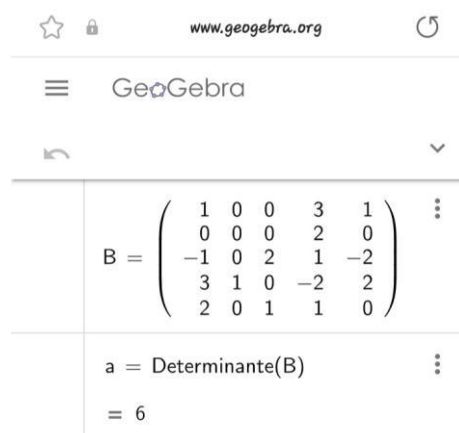 www.geogebra.org
GeoGebra
1 0 0 3 1
0 0 0 2 0
B = -1 0 2 1 -2
3 1 0 -2 2
2 0 1 1 0
a = Determinante(B)
= 6